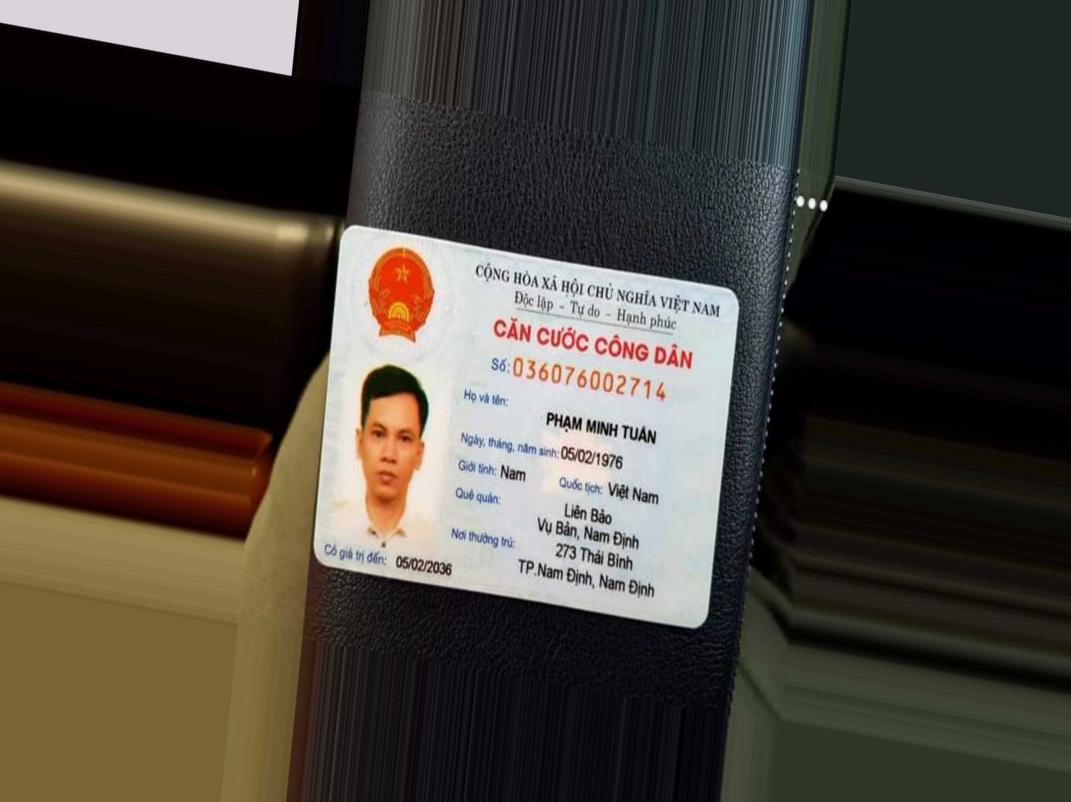 CỘNG HÒA XÃ HỘI CHỦ NGHĨA VIỆT NAM
Độc lập - Tự do - Hạnh phúc
CĂN CƯỚC CÔNG DÂN
Số: 036076002714
Họ và tên:
PHẠM MINH TUÂN
Ngày, tháng, năm sinh: 05/02/1976
Giới tính: Nam Quốc tịch: Việt Nam
Quê quán: Liên Bảo
Vụ Bản, Nam Định
Nơi thường trú: 273 Thái Bình
TP.Nam Định, Nam Định
Có giá trị đến: 05/02/2036